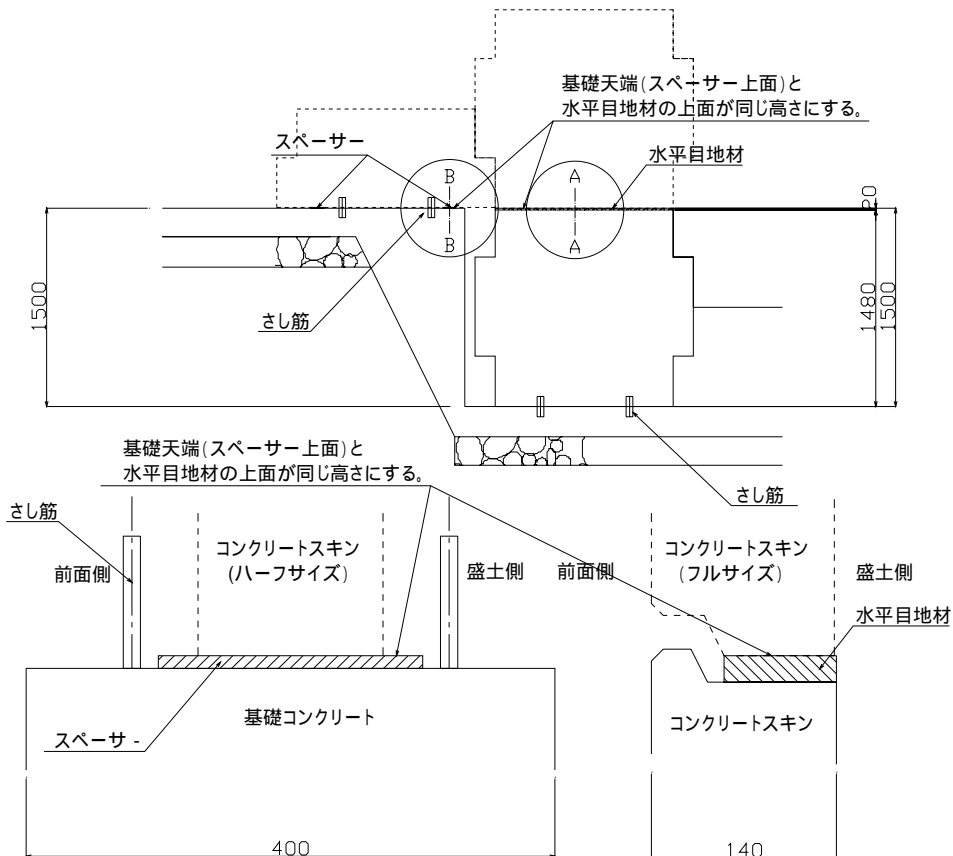 基礎天端(スペーサー上面)と
水平目地材の上面が同じ高さにする。
スペーサー
水平目地材
B
A
B
A
20
1500
1480
1500
さし筋
基礎天端(スペーサー上面)と
水平目地材の上面が同じ高さにする。
さし筋
さし筋
前面側
コンクリートスキン
(ハーフサイズ)
盛土側
前面側
コンクリートスキン
(フルサイズ)
盛土側
水平目地材
基礎コンクリート
コンクリートスキン
スペーサ-
400
140